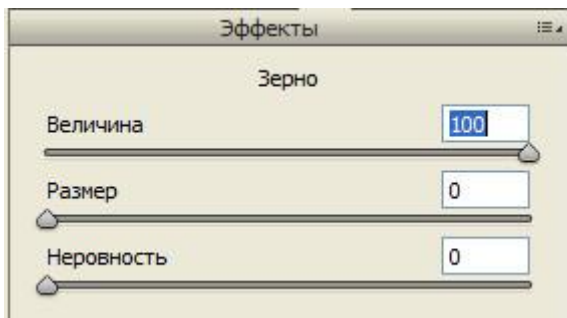 Эффекты
Зерно
Величина 100
Размер 0
Неровность 0